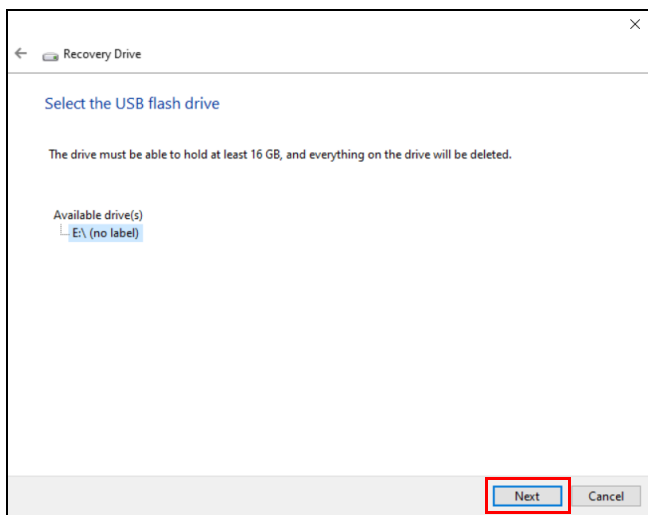 Recovery Drive
Select the USB flash drive
The drive must be able to hold at least 16 GB, and everything on the drive will be deleted.
Available drive(s)
E:\ (no label)
Next Cancel